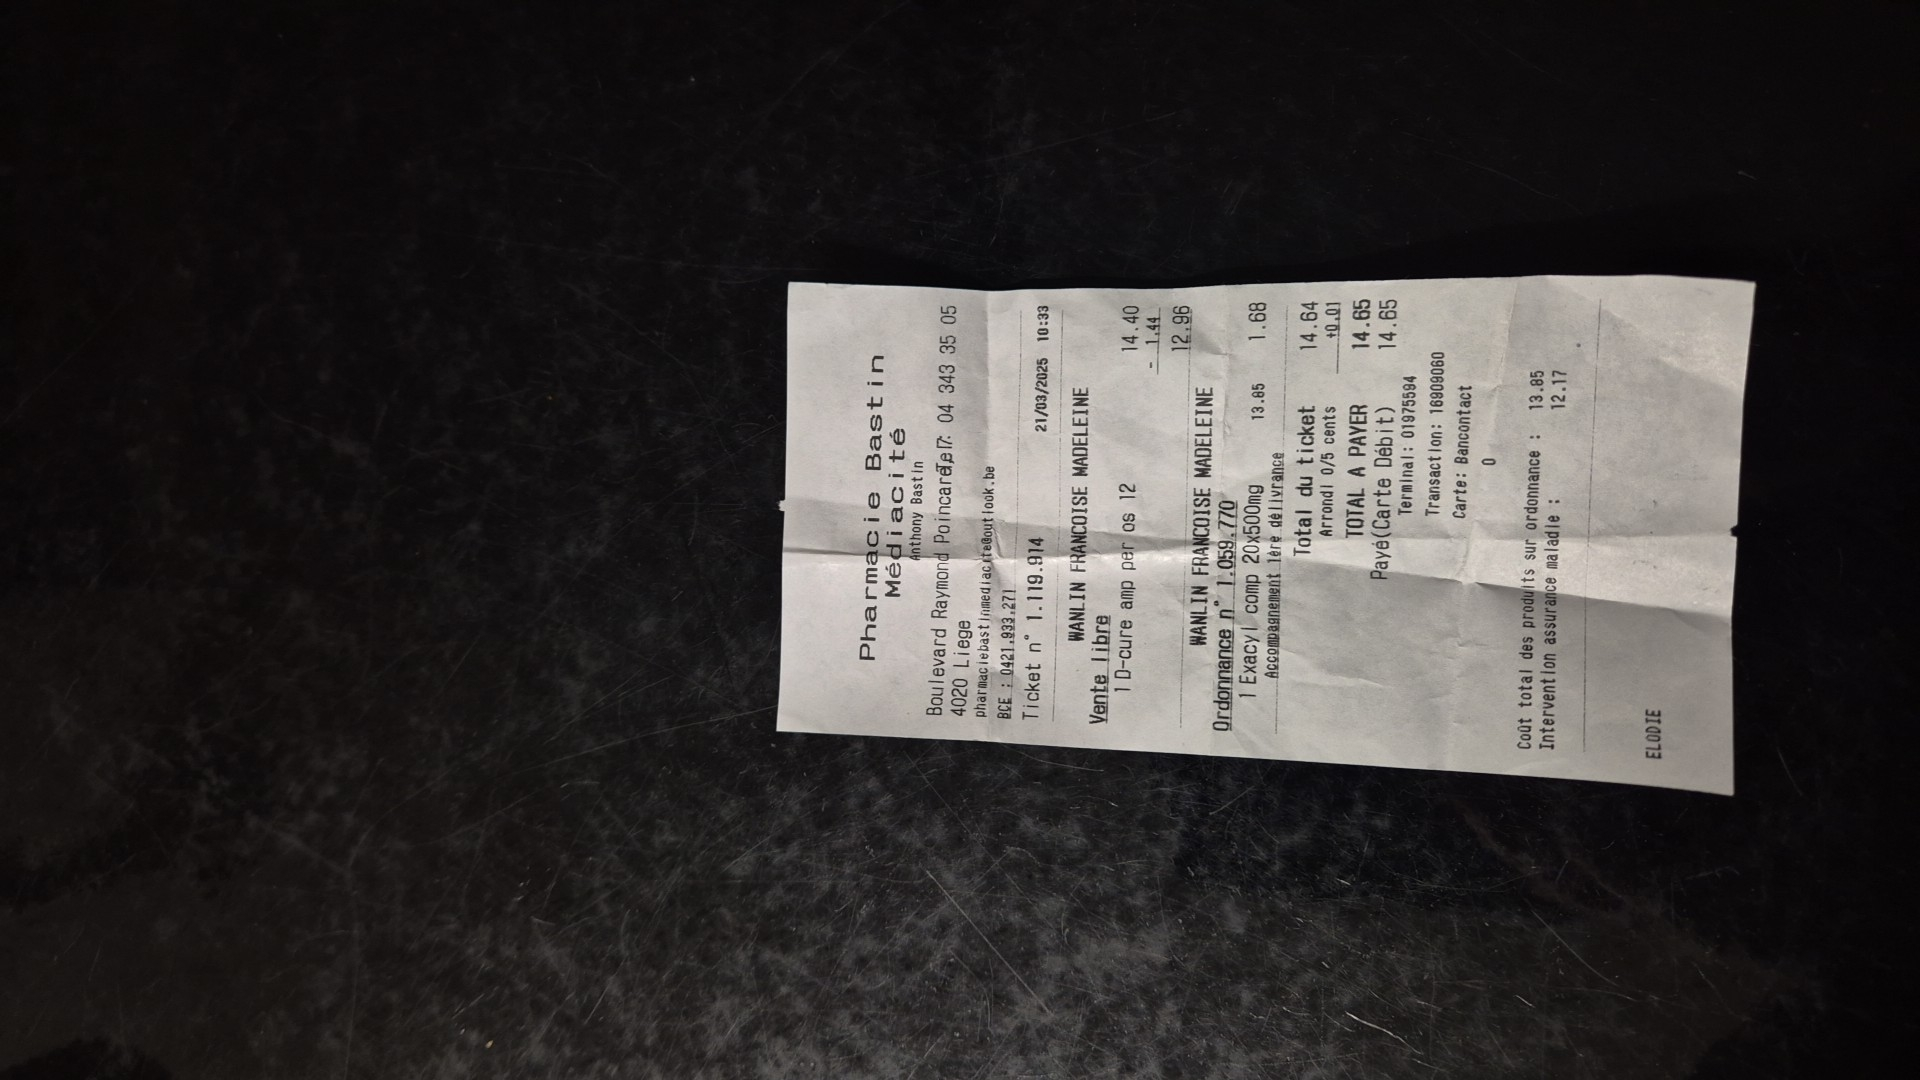 Pharmacie Bastin
Médiacité
Anthony Bastin
Boulevard Raymond Poincaré 7 Tel: 04 343 35 05
4020 Liege
pharmaciebastinmediacite@outlook.be
BCE : 0421.933.271
Ticket n° 1.119.914 21/03/2025 10:33
WANLIN FRANCOISE MADELEINE
Vente libre
1 D-cure amp per os 12 14.40
- 1.44
12.96
WANLIN FRANCOISE MADELEINE
Ordonnance n° 1.059.770
1 Exacyl comp 20x500mg 13.85 1.68
Accompagnement 1ère délivrance
Total du ticket 14.64
Arrondi 0/5 cents +0.01
TOTAL A PAYER 14.65
Payé(Carte Débit) 14.65
Terminal: 01975594
Transaction: 16909060
Carte: Bancontact
0
Coût total des produits sur ordonnance : 13.85
Intervention assurance maladie : 12.17
ELODIE